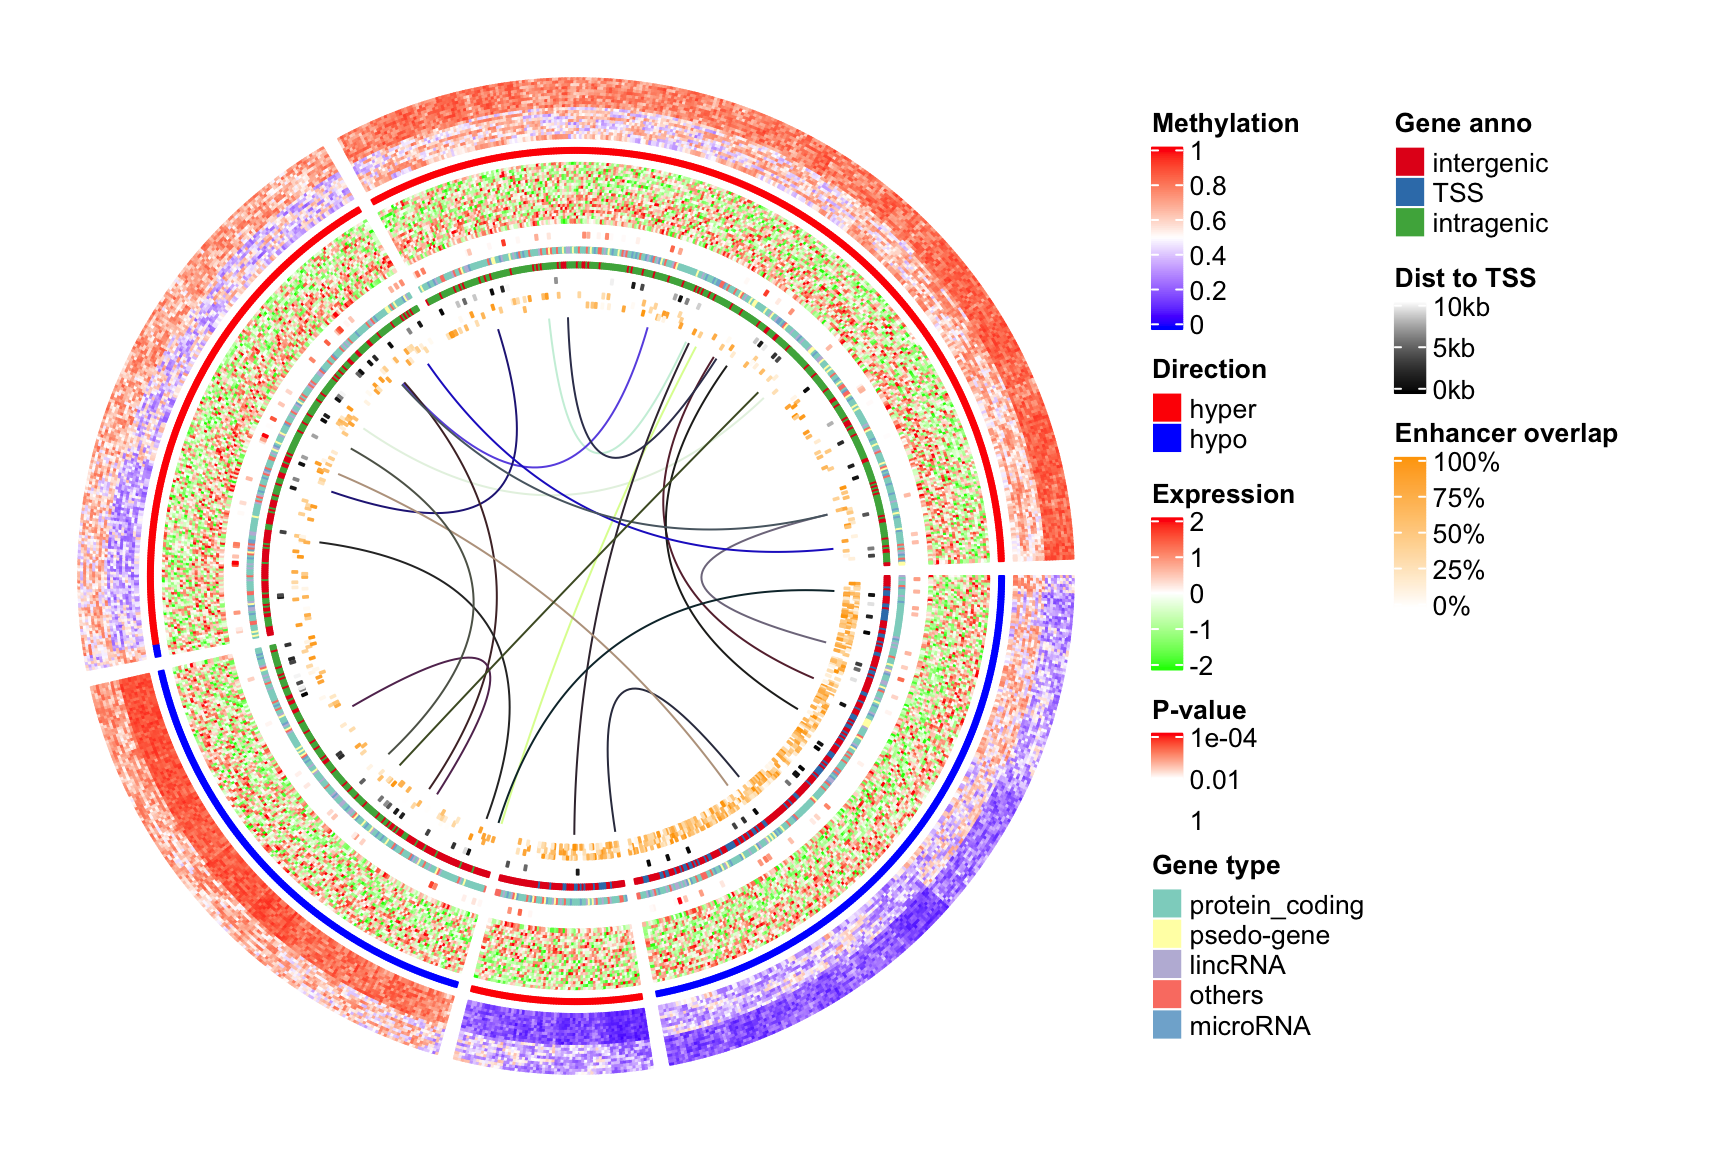 Methylation
1
0.8
0.6
0.4
0.2
0
Direction
hyper
hypo
Expression
2
1
0
-1
-2
P-value
1e-04
0.01
1
Gene type
protein_coding
psedo-gene
lincRNA
others
microRNA
Gene anno
intergenic
TSS
intragenic
Dist to TSS
10kb
5kb
0kb
Enhancer overlap
100%
75%
50%
25%
0%